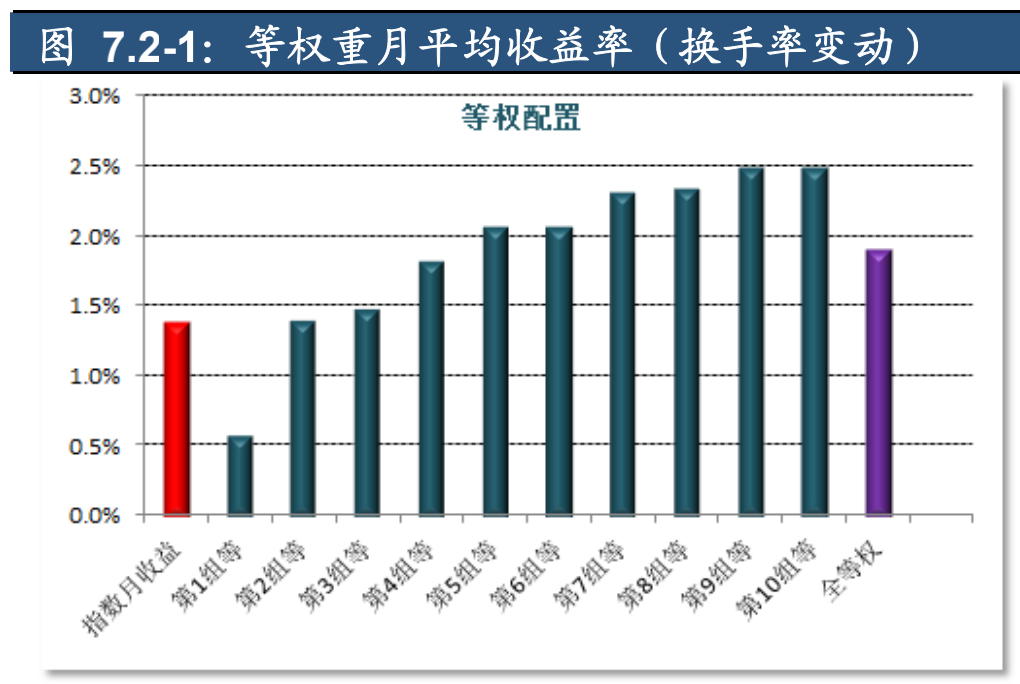 图 7.2-1：等权重月平均收益率（换手率变动）
等权配置
3.0%
2.5%
2.0%
1.5%
1.0%
0.5%
0.0%
指数月收益
第1组等
第2组等
第3组等
第4组等
第5组等
第6组等
第7组等
第8组等
第9组等
第10组等
全等权